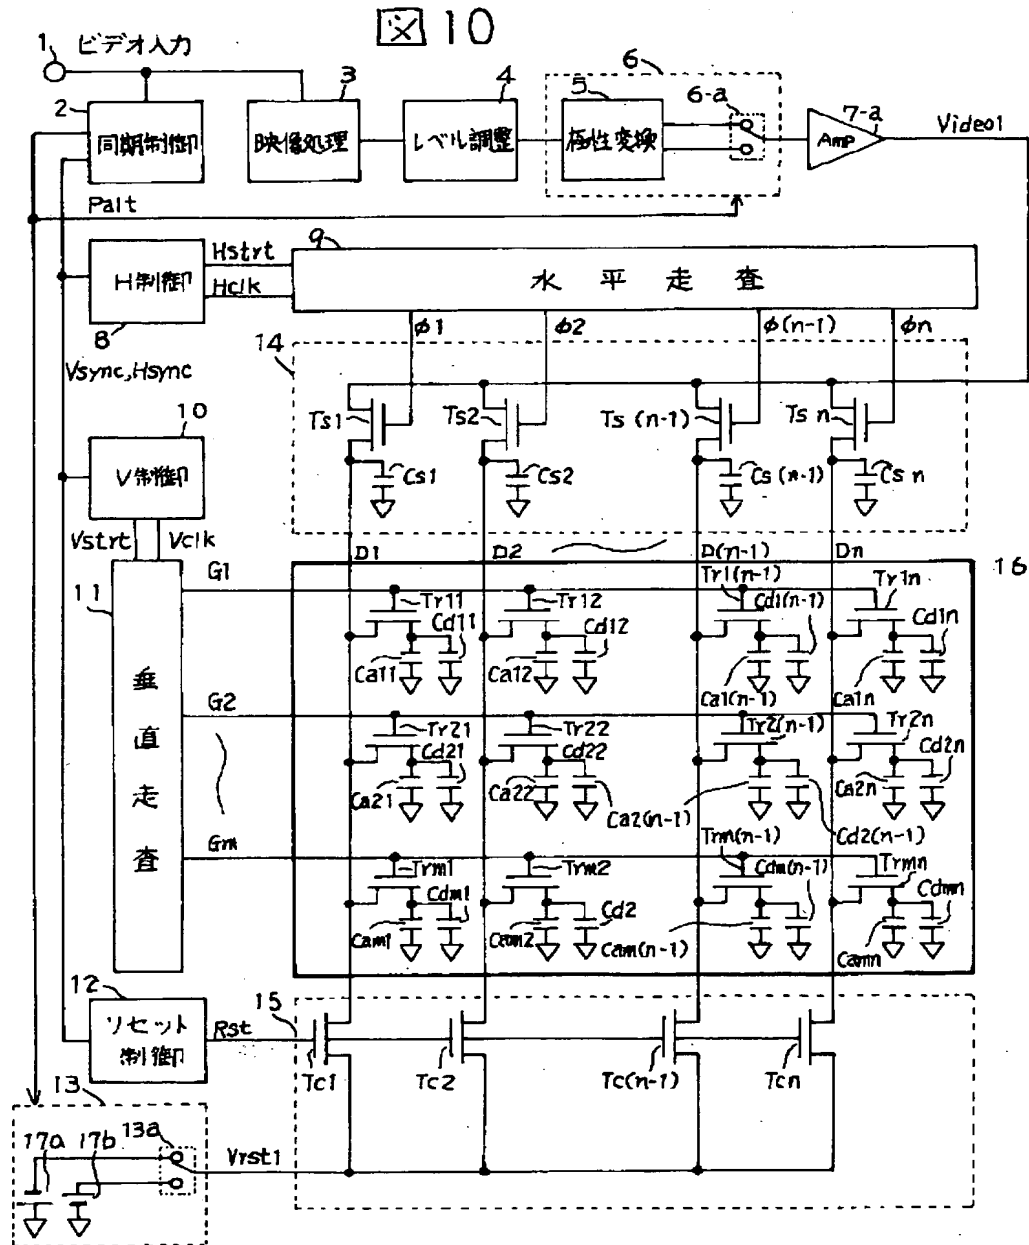 図10
1 ビデオ入力
2 同期制御
3 映像処理
4 レベル調整
6
5 極性変換
6-a
7-a
Amp
Video1
Palt
H制御
8
Hstrt
Hclk
9
水平走査
φ1 φ2 φ(n-1) φn
Vsync,Hsync
14
Ts1 Ts2 Ts(n-1) Ts n
Cs1 Cs2 Cs(n-1) Cs n
10
V制御
Vstrt Vclk
D1 D2 D(n-1) Dn
16
11
垂直走査
G1
Tr11 Tr12 Tr1(n-1) Tr1n
Cd11 Cd12 Cd1(n-1) Cd1n
Ca11 Ca12 Ca1(n-1) Ca1n
G2
Tr21 Tr22 Tr2(n-1) Tr2n
Cd21 Cd22 Cd2n
Ca21 Ca22 Ca2(n-1) Ca2n
Cd2(n-1)
Gm
Trm1 Trm2 Trm(n-1) Trmn
Cdm1 Cd2 Cdm(n-1) Cdmn
Cam1 Cam2 Cam(n-1) Camn
12
リセット
制御
Rst
15
Tc1 Tc2 Tc(n-1) Tcn
13
17a 17b 13a
Vrst1